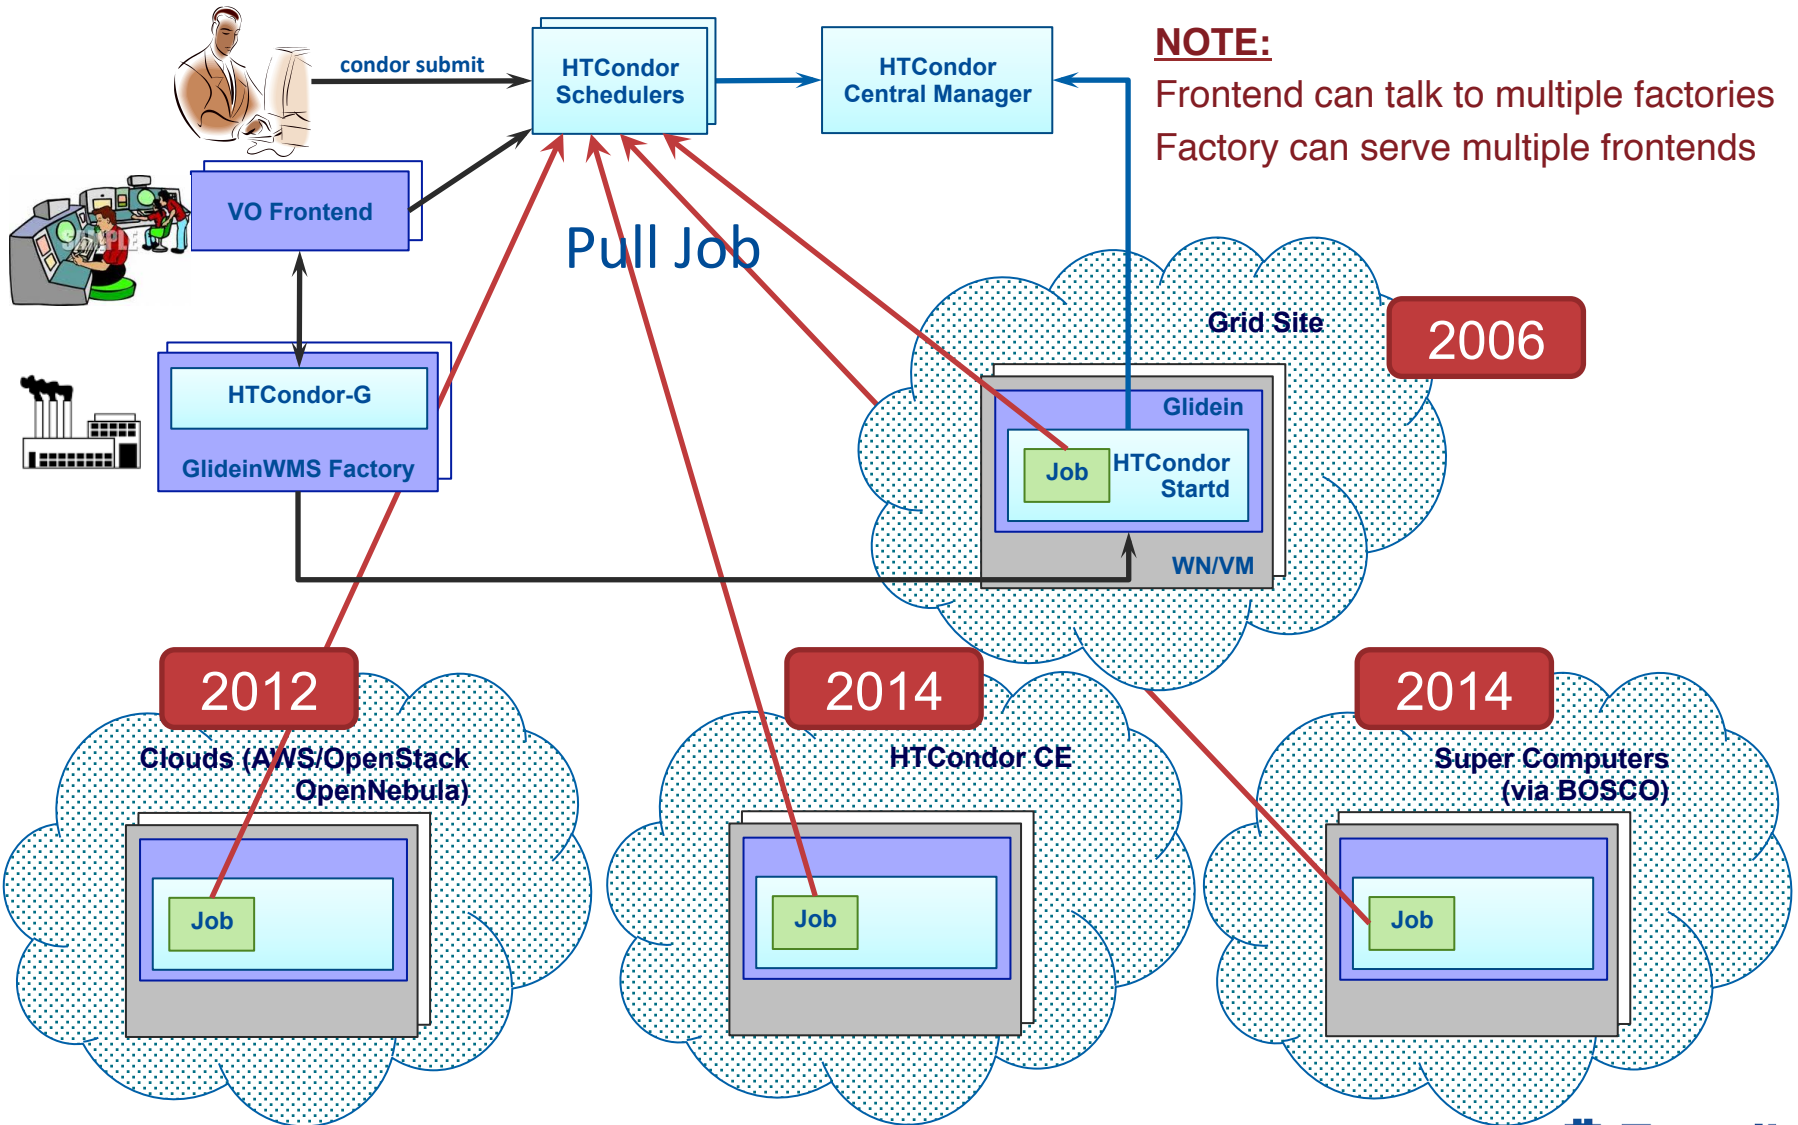 condor submit
HTCondor
Schedulers
HTCondor
Central Manager
NOTE:
Frontend can talk to multiple factories
Factory can serve multiple frontends
VO Frontend
SAMPLE
Pull Job
HTCondor-G
GlideinWMS Factory
Grid Site
2006
Glidein
Job
HTCondor
Startd
WN/VM
2012
Clouds (AWS/OpenStack
OpenNebula)
Job
2014
HTCondor CE
Job
2014
Super Computers
(via BOSCO)
Job